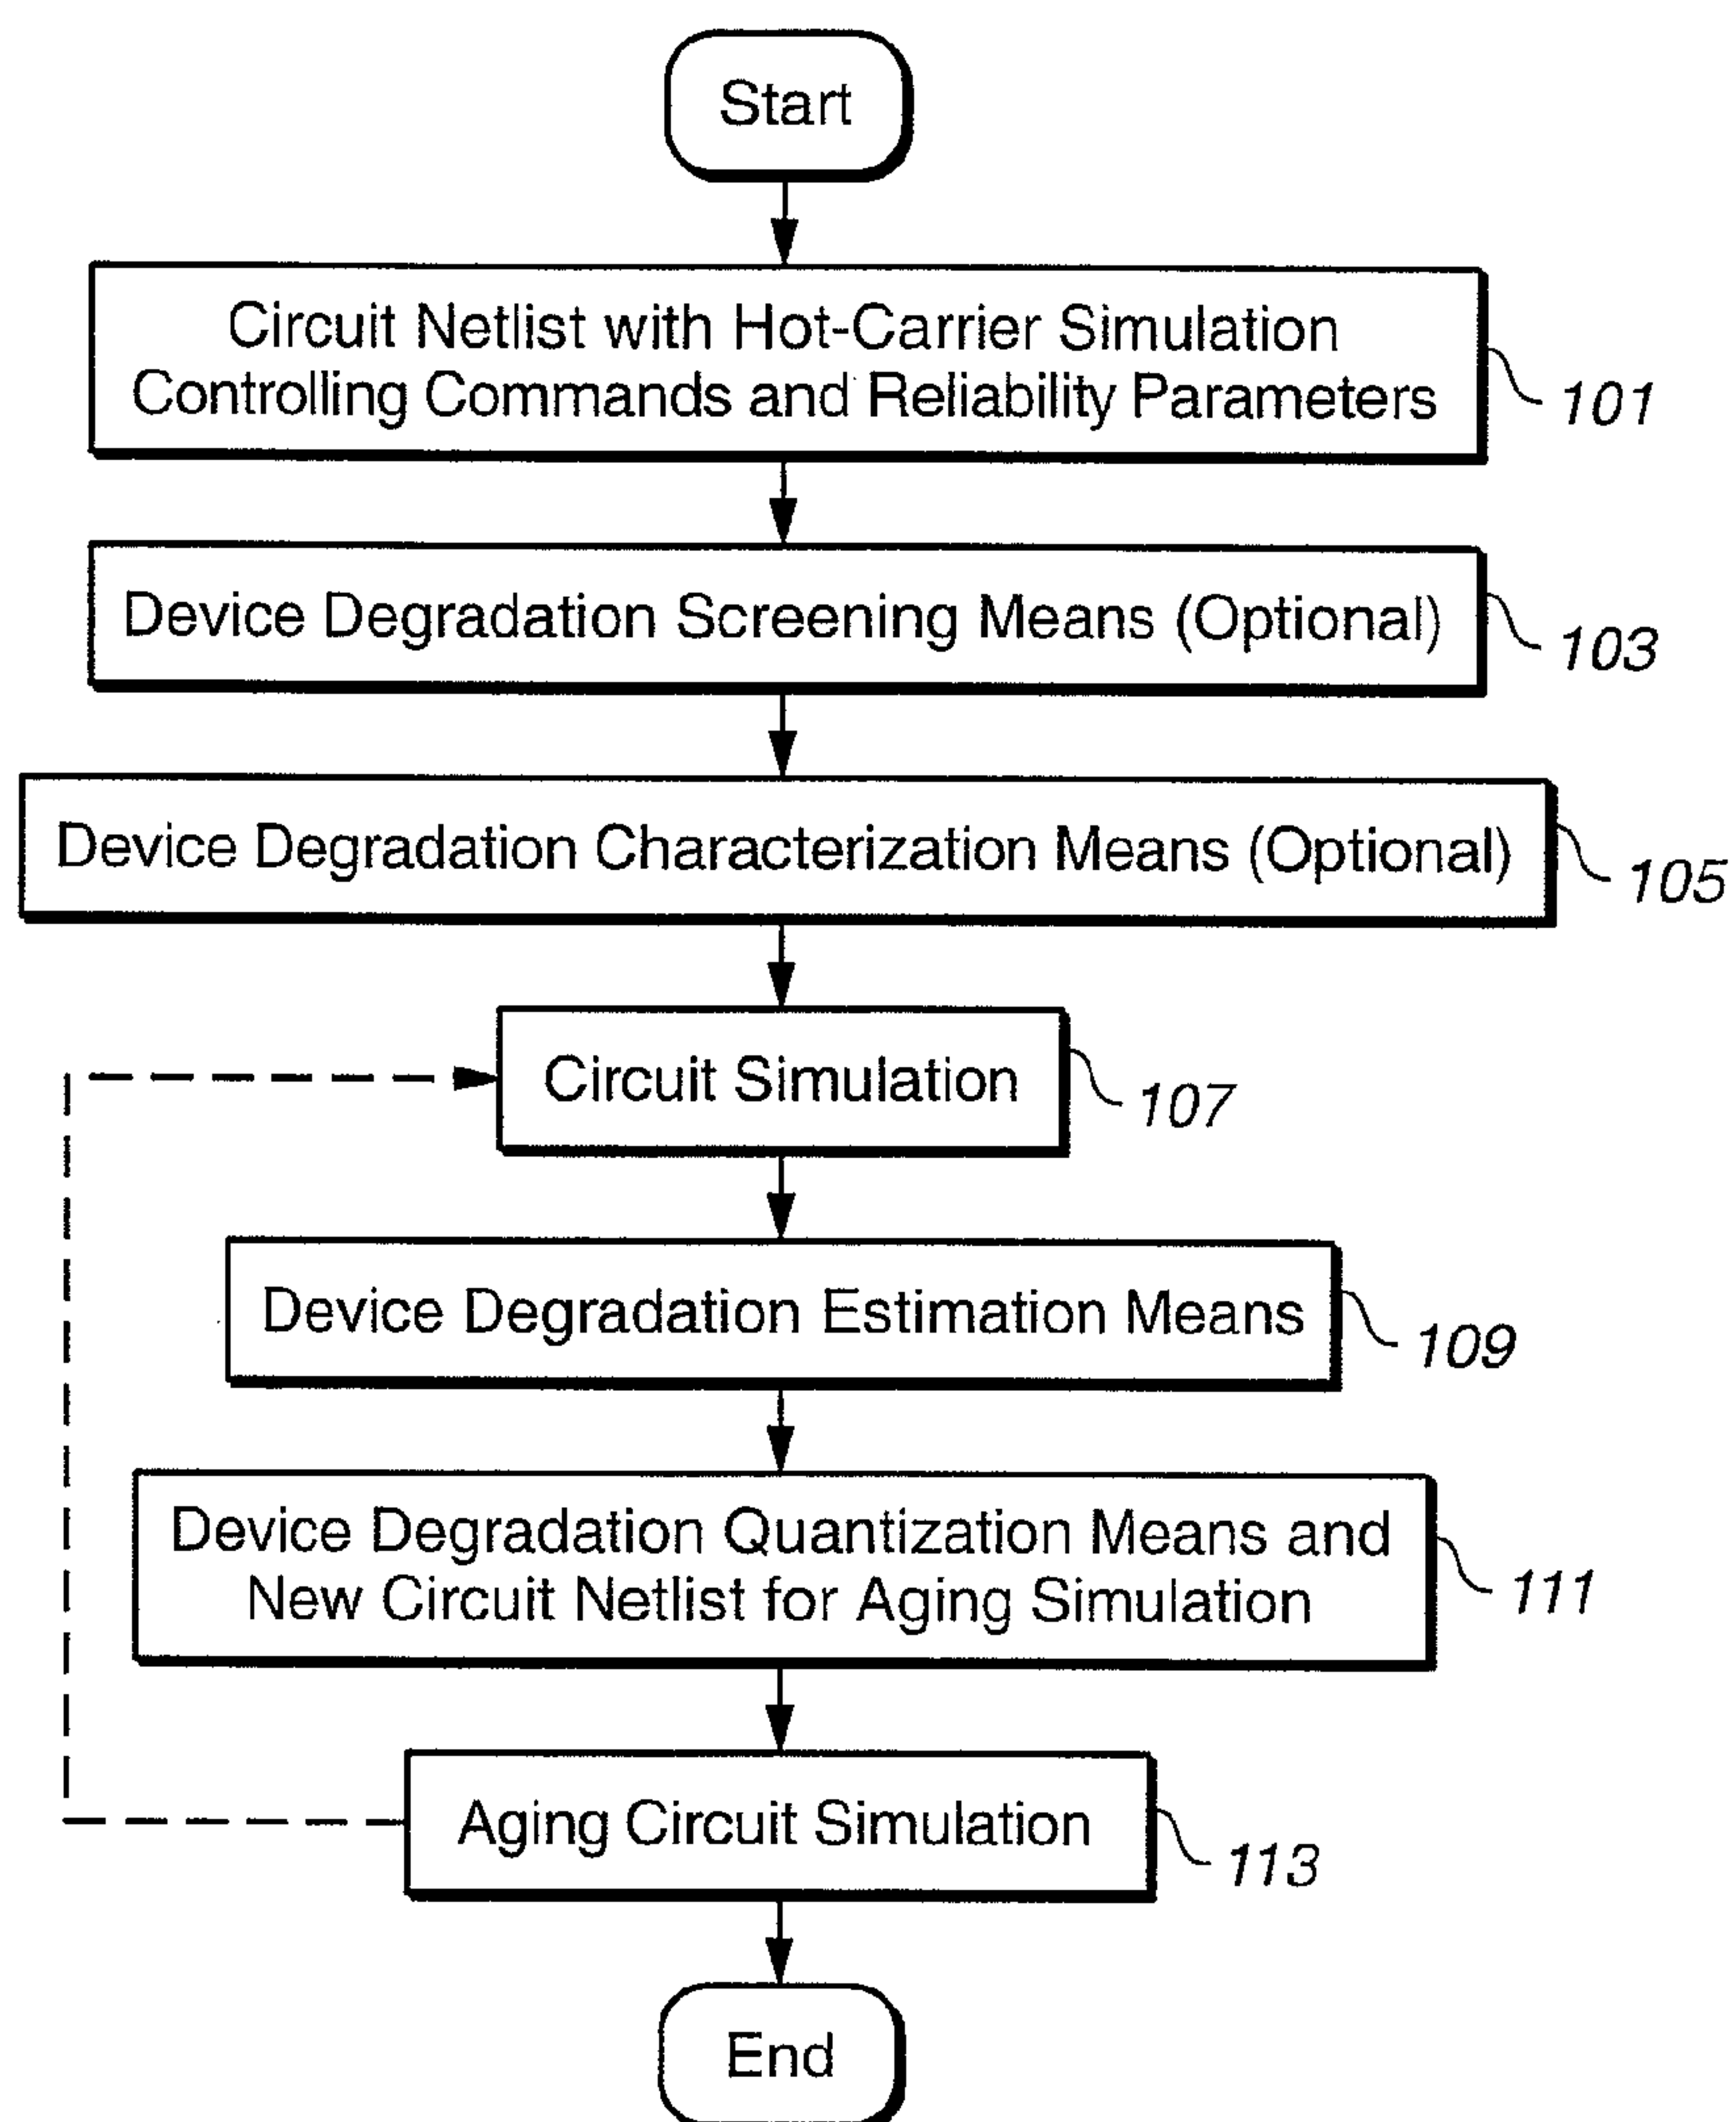 Start
Circuit Netlist with Hot-Carrier Simulation
Controlling Commands and Reliability Parameters
101
Device Degradation Screening Means (Optional)
103
Device Degradation Characterization Means (Optional)
105
Circuit Simulation
107
Device Degradation Estimation Means
109
Device Degradation Quantization Means and
New Circuit Netlist for Aging Simulation
111
Aging Circuit Simulation
113
End